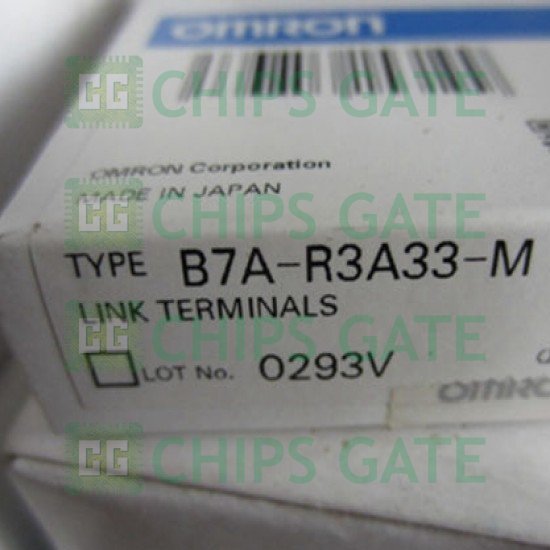 OMRON
CG CHIPS GATE
OMRON Corporation
MADE IN JAPAN
CG CHIPS GATE
TYPE B7A-R3A33-M
LINK TERMINALS
CG CHIPS GATE
LOT No. 0293V
OMRON
CG CHIPS GATE